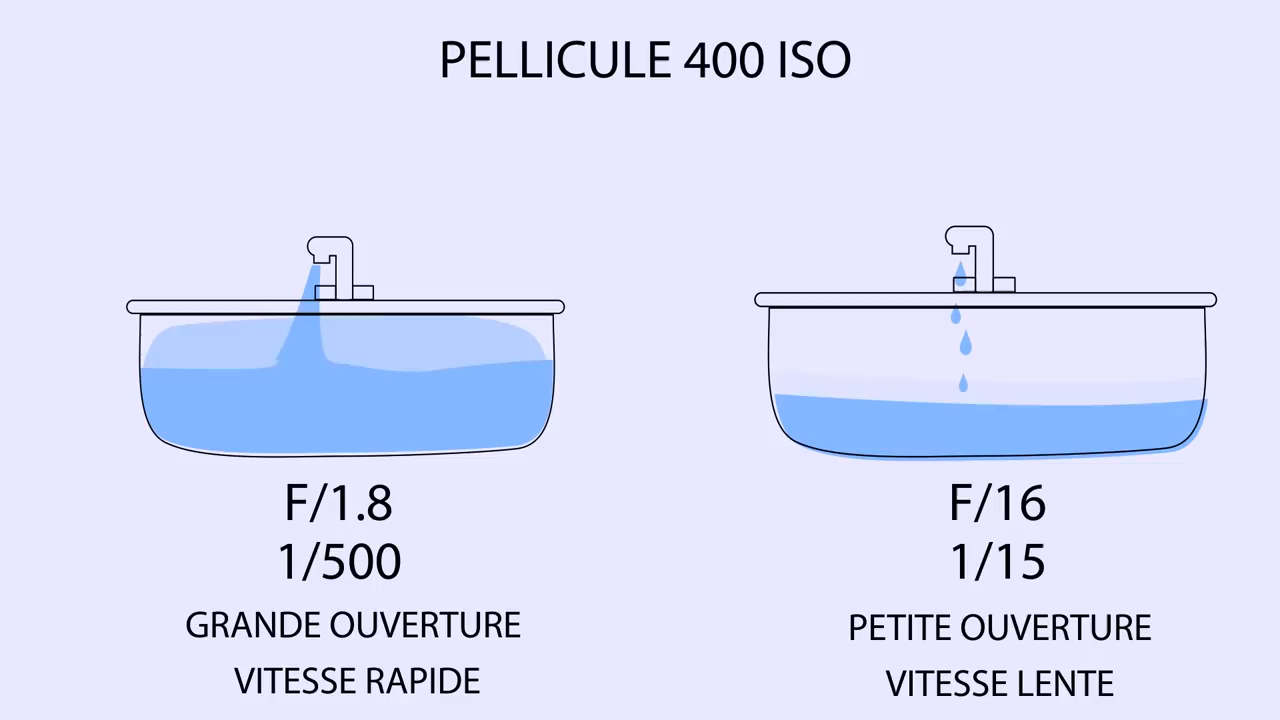 PELLICULE 400 ISO
F/1.8
1/500
GRANDE OUVERTURE
VITESSE RAPIDE
F/16
1/15
PETITE OUVERTURE
VITESSE LENTE